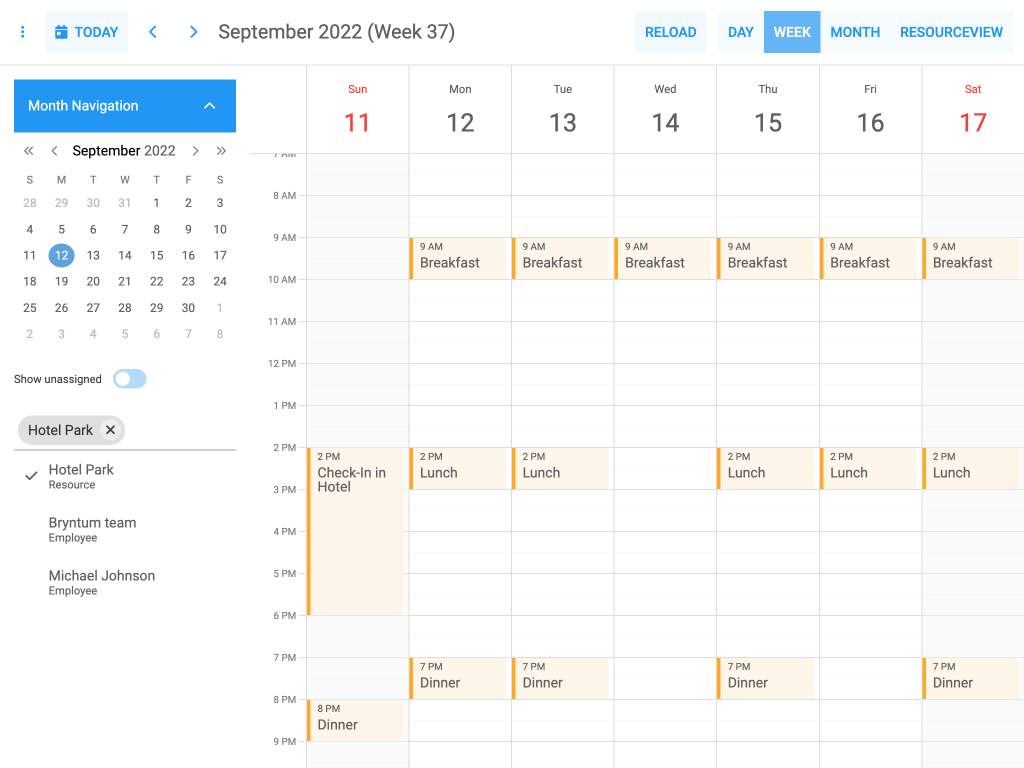 TODAY
September 2022 (Week 37)
RELOAD
DAY
WEEK
MONTH
RESOURCEVIEW
Month Navigation
September 2022
S M T W T F S
28 29 30 31 1 2 3
4 5 6 7 8 9 10
11 12 13 14 15 16 17
18 19 20 21 22 23 24
25 26 27 28 29 30 1
2 3 4 5 6 7 8
Show unassigned
Hotel Park
Hotel Park
Resource
Bryntum team
Employee
Michael Johnson
Employee
Sun Mon Tue Wed Thu Fri Sat
11 12 13 14 15 16 17
7 AM
8 AM
9 AM
9 AM 9 AM 9 AM 9 AM 9 AM 9 AM
Breakfast Breakfast Breakfast Breakfast Breakfast Breakfast
10 AM
11 AM
12 PM
1 PM
2 PM
2 PM 2 PM 2 PM 2 PM 2 PM 2 PM
Check-In in Lunch Lunch Lunch Lunch Lunch
Hotel
3 PM
4 PM
5 PM
6 PM
7 PM
7 PM 7 PM 7 PM 7 PM
Dinner Dinner Dinner Dinner
8 PM
8 PM
Dinner
9 PM